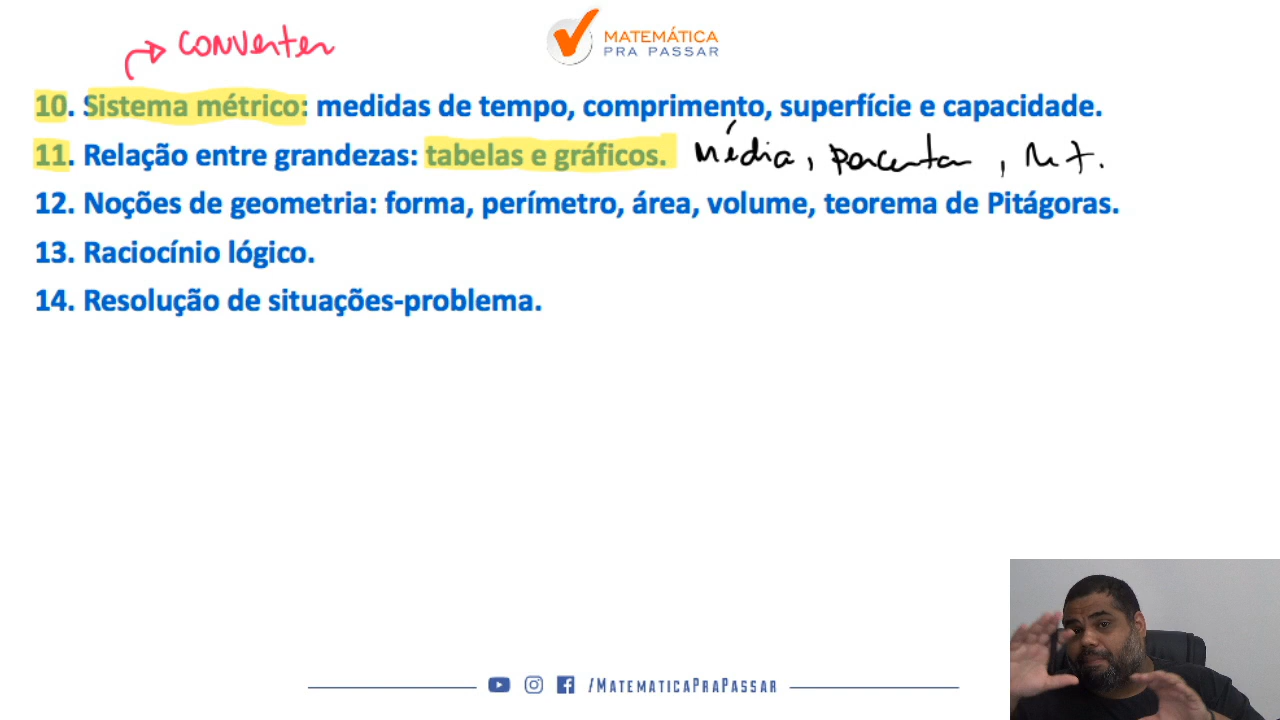 converter
MATEMÁTICA
PRA PASSAR
10. Sistema métrico: medidas de tempo, comprimento, superfície e capacidade.
11. Relação entre grandezas: tabelas e gráficos. média, porcentan,
12. Noções de geometria: forma, perímetro, área, volume, teorema de Pitágoras.
13. Raciocínio lógico.
14. Resolução de situações-problema.
/MatematicaPraPassar